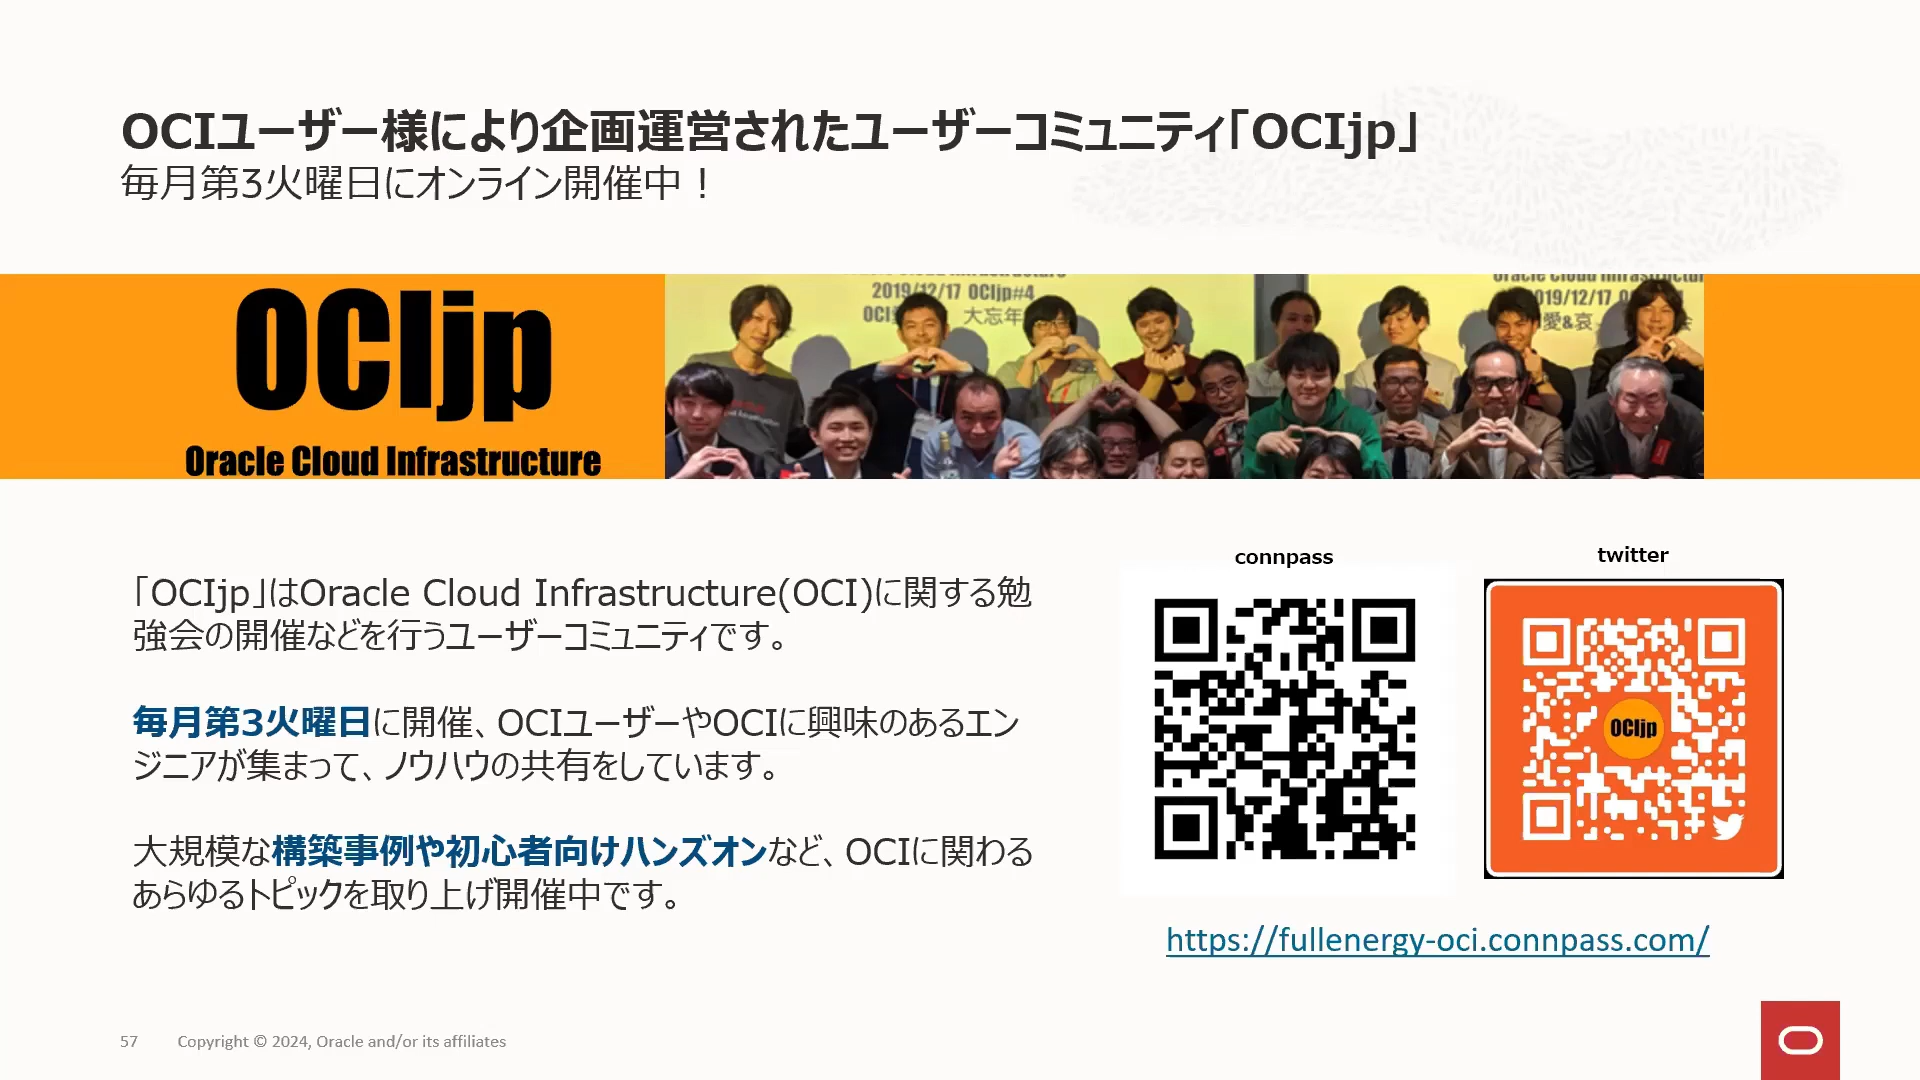 OCIユーザー様により企画運営されたユーザーコミュニティ「OCIjp」
毎月第3火曜日にオンライン開催中！
OCIjp
Oracle Cloud Infrastructure
2019/12/17 OCIjp#4
大忘年
「OCIjp」はOracle Cloud Infrastructure(OCI)に関する勉
強会の開催などを行うユーザーコミュニティです。
毎月第3火曜日に開催、OCIユーザーやOCIに興味のあるエン
ジニアが集まって、ノウハウの共有をしています。
大規模な構築事例や初心者向けハンズオンなど、OCIに関わる
あらゆるトピックを取り上げ開催中です。
connpass
twitter
OCIjp
https://fullenergy-oci.connpass.com/
57
Copyright © 2024, Oracle and/or its affiliates